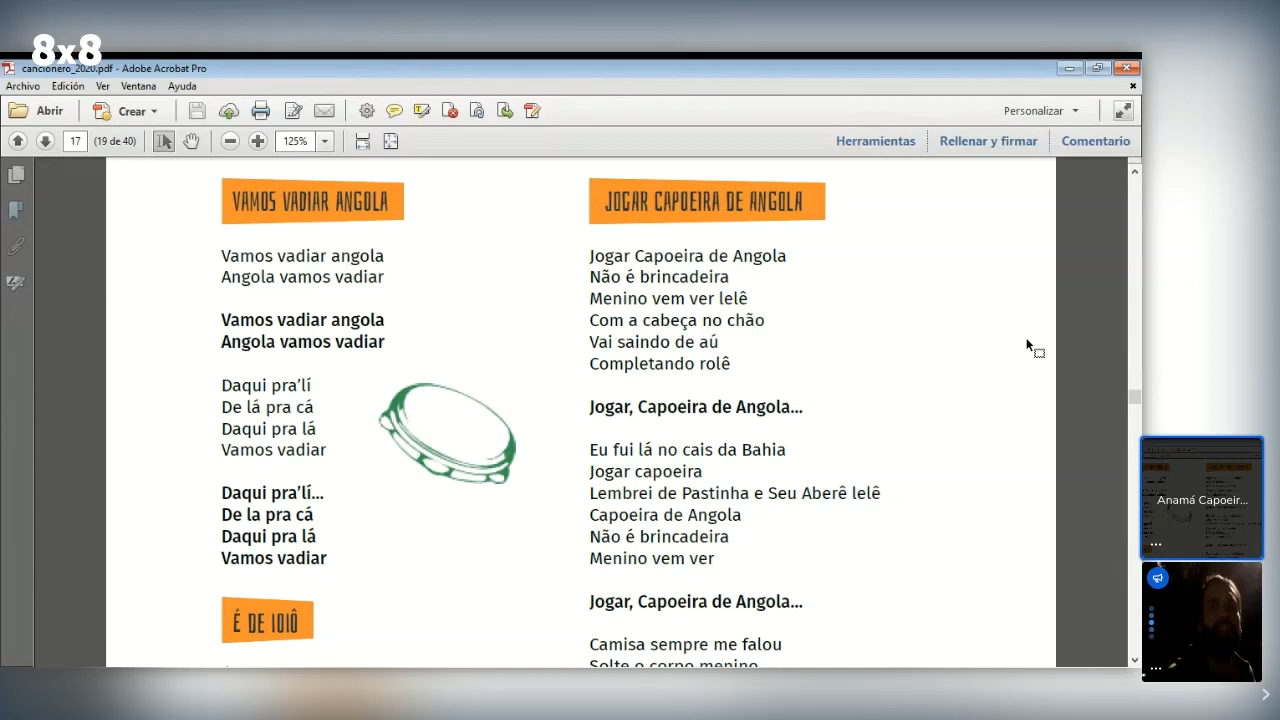 8x8
cancionero_2020.pdf - Adobe Acrobat Pro
Archivo Edición Ver Ventana Ayuda
Abrir Crear Personalizar
17 (19 de 40) 125% Herramientas Rellenar y firmar Comentario
VAMOS VADIAR ANGOLA
Vamos vadiar angola
Angola vamos vadiar
Vamos vadiar angola
Angola vamos vadiar
Daqui pra’lí
De lá pra cá
Daqui pra lá
Vamos vadiar
Daqui pra’lí...
De la pra cá
Daqui pra lá
Vamos vadiar
É DE IOIÔ
JOGAR CAPOEIRA DE ANGOLA
Jogar Capoeira de Angola
Não é brincadeira
Menino vem ver lelê
Com a cabeça no chão
Vai saindo de aú
Completando rolê
Jogar, Capoeira de Angola...
Eu fui lá no cais da Bahia
Jogar capoeira
Lembrei de Pastinha e Seu Aberê lelê
Capoeira de Angola
Não é brincadeira
Menino vem ver
Jogar, Capoeira de Angola...
Camisa sempre me falou
Solte o corpo menino
Anamá Capoeir...